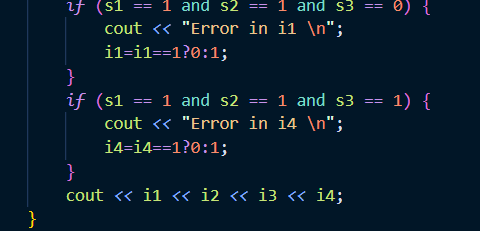 if (s1 == 1 and s2 == 1 and s3 == 0) {
cout << "Error in i1 \n";
i1=i1==1?0:1;
}
if (s1 == 1 and s2 == 1 and s3 == 1) {
cout << "Error in i4 \n";
i4=i4==1?0:1;
}
cout << i1 << i2 << i3 << i4;
}